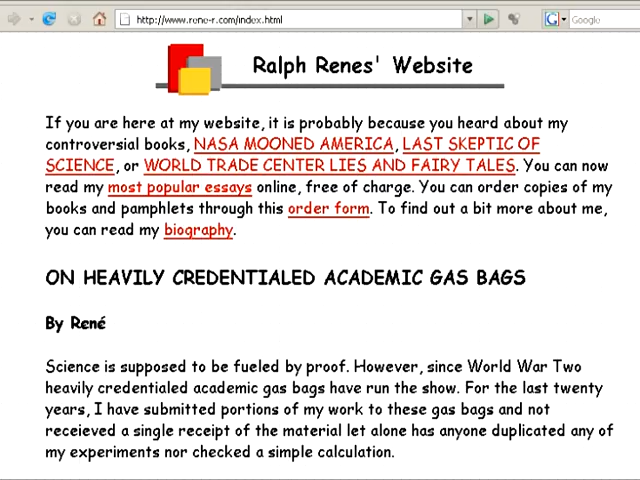 http://www.rene-r.com/index.html
Google
Ralph Renes' Website
If you are here at my website, it is probably because you heard about my
controversial books, NASA MOONED AMERICA, LAST SKEPTIC OF
SCIENCE, or WORLD TRADE CENTER LIES AND FAIRY TALES. You can now
read my most popular essays online, free of charge. You can order copies of my
books and pamphlets through this order form. To find out a bit more about me,
you can read my biography.
ON HEAVILY CREDENTIALED ACADEMIC GAS BAGS
By René
Science is supposed to be fueled by proof. However, since World War Two
heavily credentialed academic gas bags have run the show. For the last twenty
years, I have submitted portions of my work to these gas bags and not
receieved a single receipt of the material let alone has anyone duplicated any of
my experiments nor checked a simple calculation.